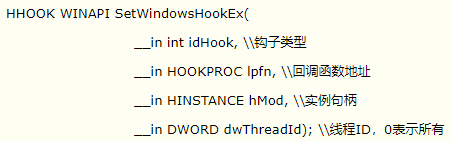 HHOOK WINAPI SetWindowsHookEx(
__in int idHook, \\钩子类型
__in HOOKPROC lpfn, \\回调函数地址
__in HINSTANCE hMod, \\实例句柄
__in DWORD dwThreadId); \\线程ID，0表示所有